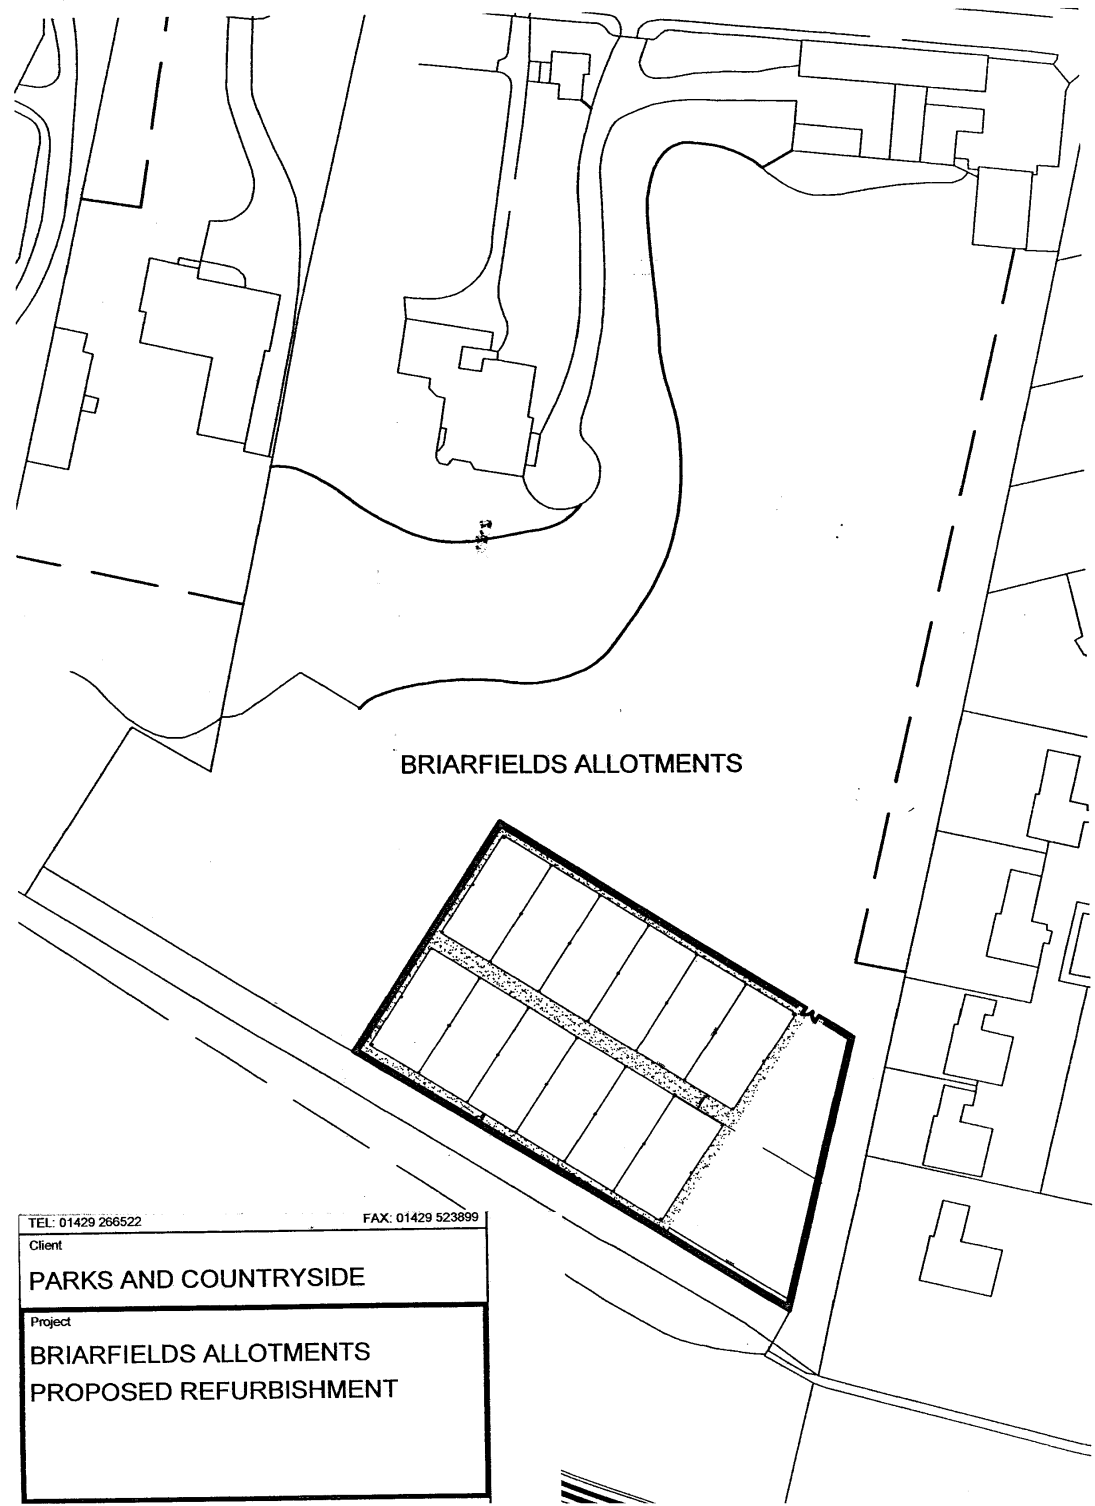 BRIARFIELDS ALLOTMENTS
TEL: 01429 266522 FAX: 01429 523899
Client
PARKS AND COUNTRYSIDE
Project
BRIARFIELDS ALLOTMENTS
PROPOSED REFURBISHMENT